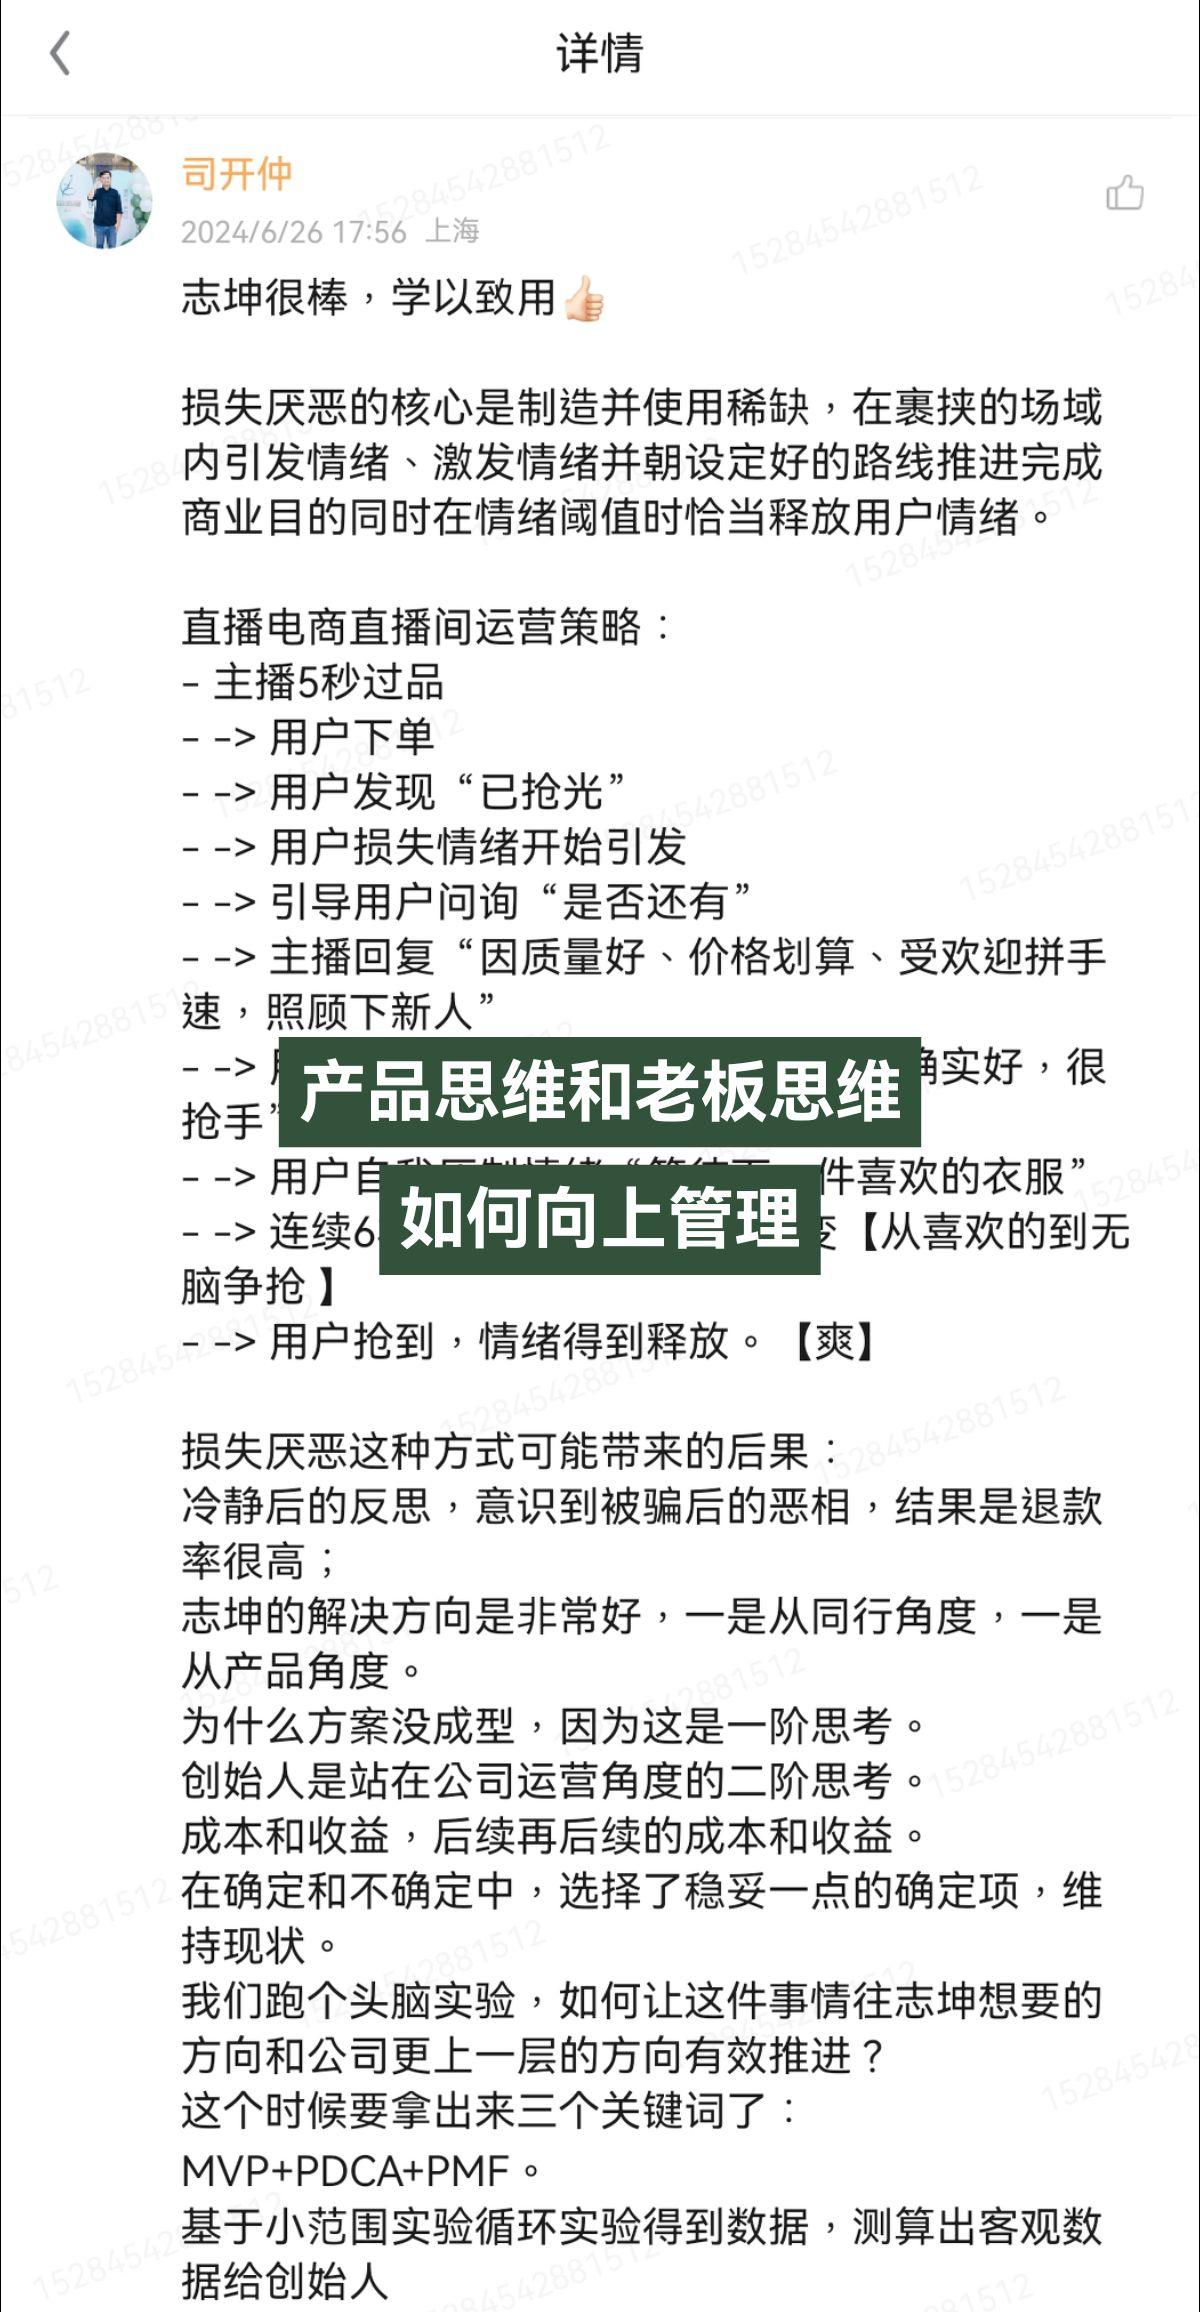 详情
司开仲
2024/6/26 17:56 上海
志坤很棒，学以致用👍🏻
损失厌恶的核心是制造并使用稀缺，在裹挟的场域
内引发情绪、激发情绪并朝设定好的路线推进完成
商业目的同时在情绪阈值时恰当释放用户情绪。
直播电商直播间运营策略：
- 主播5秒过品
- -> 用户下单
- -> 用户发现“已抢光”
- -> 用户损失情绪开始引发
- -> 引导用户问询“是否还有”
- -> 主播回复“因质量好、价格划算、受欢迎拼手
速，照顾下新人”
- -> 确实好，很
产品思维和老板思维
抢手”
- -> 用户自 件喜欢的衣服”
如何向上管理
- -> 连续6 变【从喜欢的到无
脑争抢】
- -> 用户抢到，情绪得到释放。【爽】
损失厌恶这种方式可能带来的后果：
冷静后的反思，意识到被骗后的恶相，结果是退款
率很高；
志坤的解决方向是非常好，一是从同行角度，一是
从产品角度。
为什么方案没成型，因为这是一阶思考。
创始人是站在公司运营角度的二阶思考。
成本和收益，后续再后续的成本和收益。
在确定和不确定中，选择了稳妥一点的确定项，维
持现状。
我们跑个头脑实验，如何让这件事情往志坤想要的
方向和公司更上一层的方向有效推进？
这个时候要拿出来三个关键词了：
MVP+PDCA+PMF。
基于小范围实验循环实验得到数据，测算出客观数
据给创始人
15284542881512